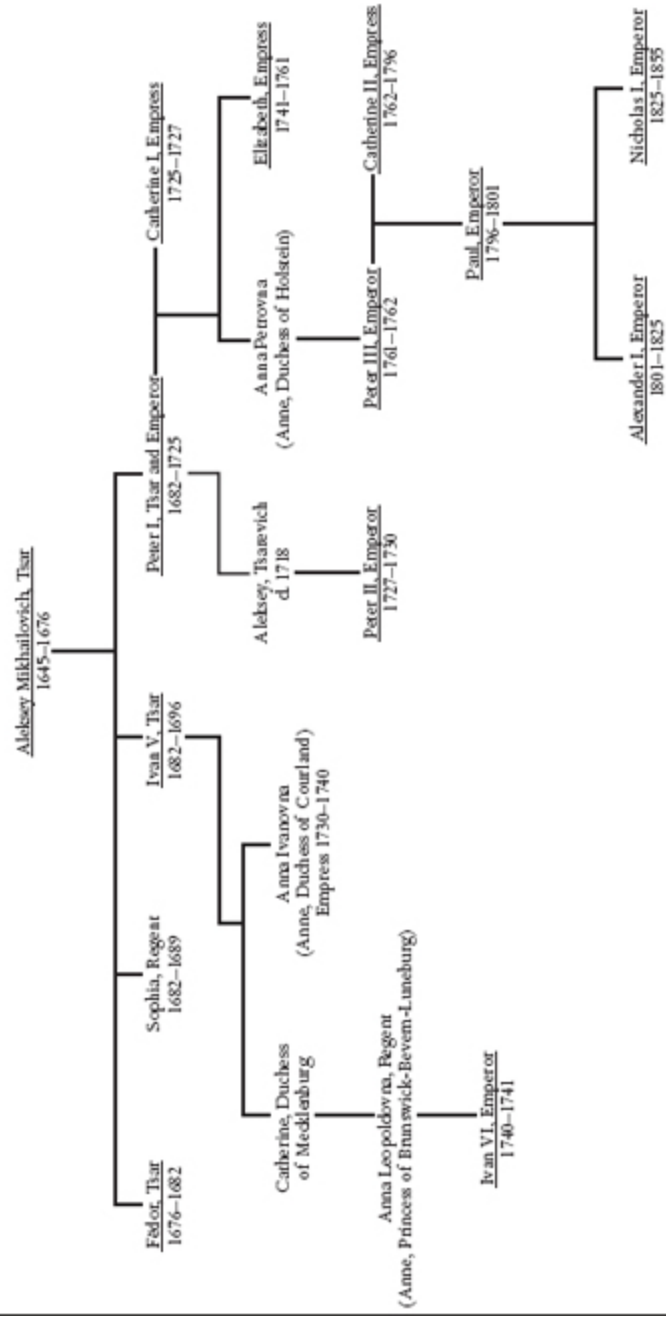 Aleksey Mikhailovich, Tsar
1645–1676
Fëdor, Tsar
1676–1682
Sophia, Regent
1682–1689
Ivan V, Tsar
1682–1696
Peter I, Tsar and Emperor
1682–1725
Catherine I, Empress
1725–1727
Catherine, Duchess
of Mecklenburg
Anna Ivanovna
(Anne, Duchess of Courland)
Empress 1730–1740
Aleksey, Tsarevich
d. 1718
Anna Petrovna
(Anne, Duchess of Holstein)
Elizabeth, Empress
1741–1761
Anna Leopoldovna, Regent
(Anne, Princess of Brunswick-Bevern-Luneburg)
Peter II, Emperor
1727–1730
Peter III, Emperor
1761–1762
Catherine II, Empress
1762–1796
Ivan VI, Emperor
1740–1741
Paul, Emperor
1796–1801
Alexander I, Emperor
1801–1825
Nicholas I, Emperor
1825–1855